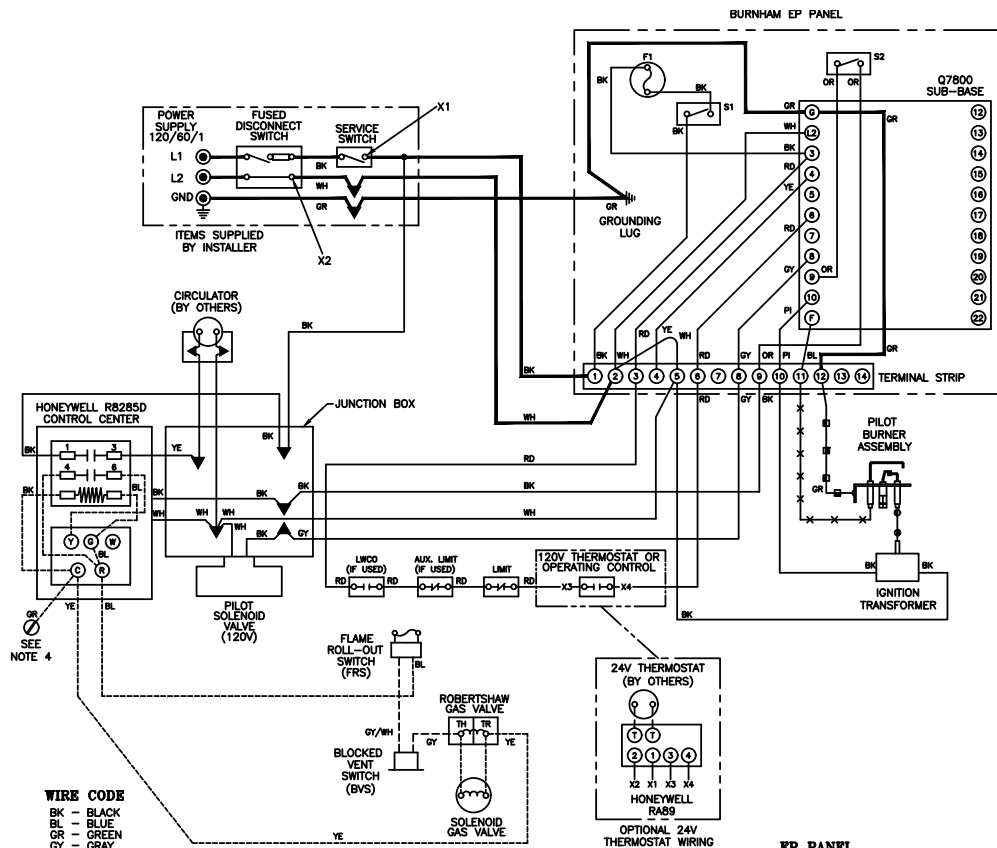 BURNHAM EP PANEL
F1
BK
BK
S1
BK
S2
OR OR
Q7800
SUB-BASE
GR
G
GR
WH
L2
BK
3
RD
4
YE
5
RD
6
7
8
GY
9
OR
PI
10
F
12
13
14
15
16
17
18
19
20
21
22
GR
GROUNDING
LUG
POWER
SUPPLY
120/60/1
FUSED
DISCONNECT
SWITCH
SERVICE
SWITCH
X1
L1
L2
GND
BK
WH
GR
ITEMS SUPPLIED
BY INSTALLER
X2
CIRCULATOR
(BY OTHERS)
BK
BK
BK WH RD YE WH RD GY OR PI BL GR
1 2 3 4 5 6 7 8 9 10 11 12 13 14
TERMINAL STRIP
RD GY BK
WH
JUNCTION BOX
HONEYWELL R8285D
CONTROL CENTER
BK
1 3
YE
BK
4 6
BK BL
BK BK BK BK
RD
WH WH WH WH
BK GY
Y G W
BL
C R
GR
YE BL
SEE
NOTE 4
PILOT
SOLENOID
VALVE
(120V)
PILOT
BURNER
ASSEMBLY
GR
BK BK
IGNITION
TRANSFORMER
BK
LWCO
(IF USED)
AUX. LIMIT
(IF USED)
LIMIT
120V THERMOSTAT OR
OPERATING CONTROL
RD RD RD RD X3 X4
FLAME
ROLL-OUT
SWITCH
(FRS)
BL
24V THERMOSTAT
(BY OTHERS)
T T
2 1 3 4
X2 X1 X3 X4
HONEYWELL
RA89
OPTIONAL 24V
THERMOSTAT WIRING
ROBERTSHAW
GAS VALVE
TH TR
GY/WH
GY YE
BLOCKED
VENT
SWITCH
(BVS)
SOLENOID
GAS VALVE
YE
WIRE CODE
BK - BLACK
BL - BLUE
GR - GREEN
GY - GRAY
EP PANEL